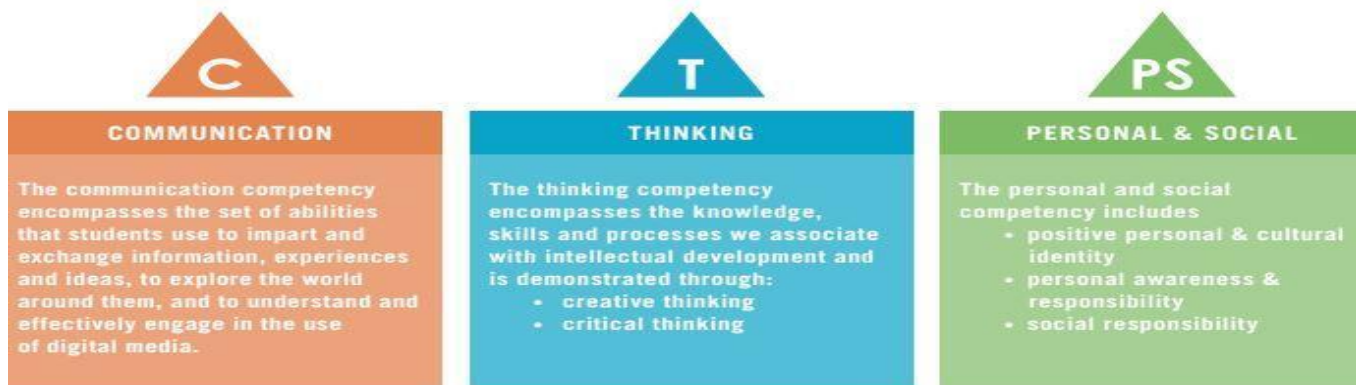 C
COMMUNICATION
The communication competency
encompasses the set of abilities
that students use to impart and
exchange information, experiences
and ideas, to explore the world
around them, and to understand and
effectively engage in the use
of digital media.
T
THINKING
The thinking competency
encompasses the knowledge,
skills and processes we associate
with intellectual development and
is demonstrated through:
• creative thinking
• critical thinking
PS
PERSONAL & SOCIAL
The personal and social
competency includes
• positive personal & cultural
identity
• personal awareness &
responsibility
• social responsibility